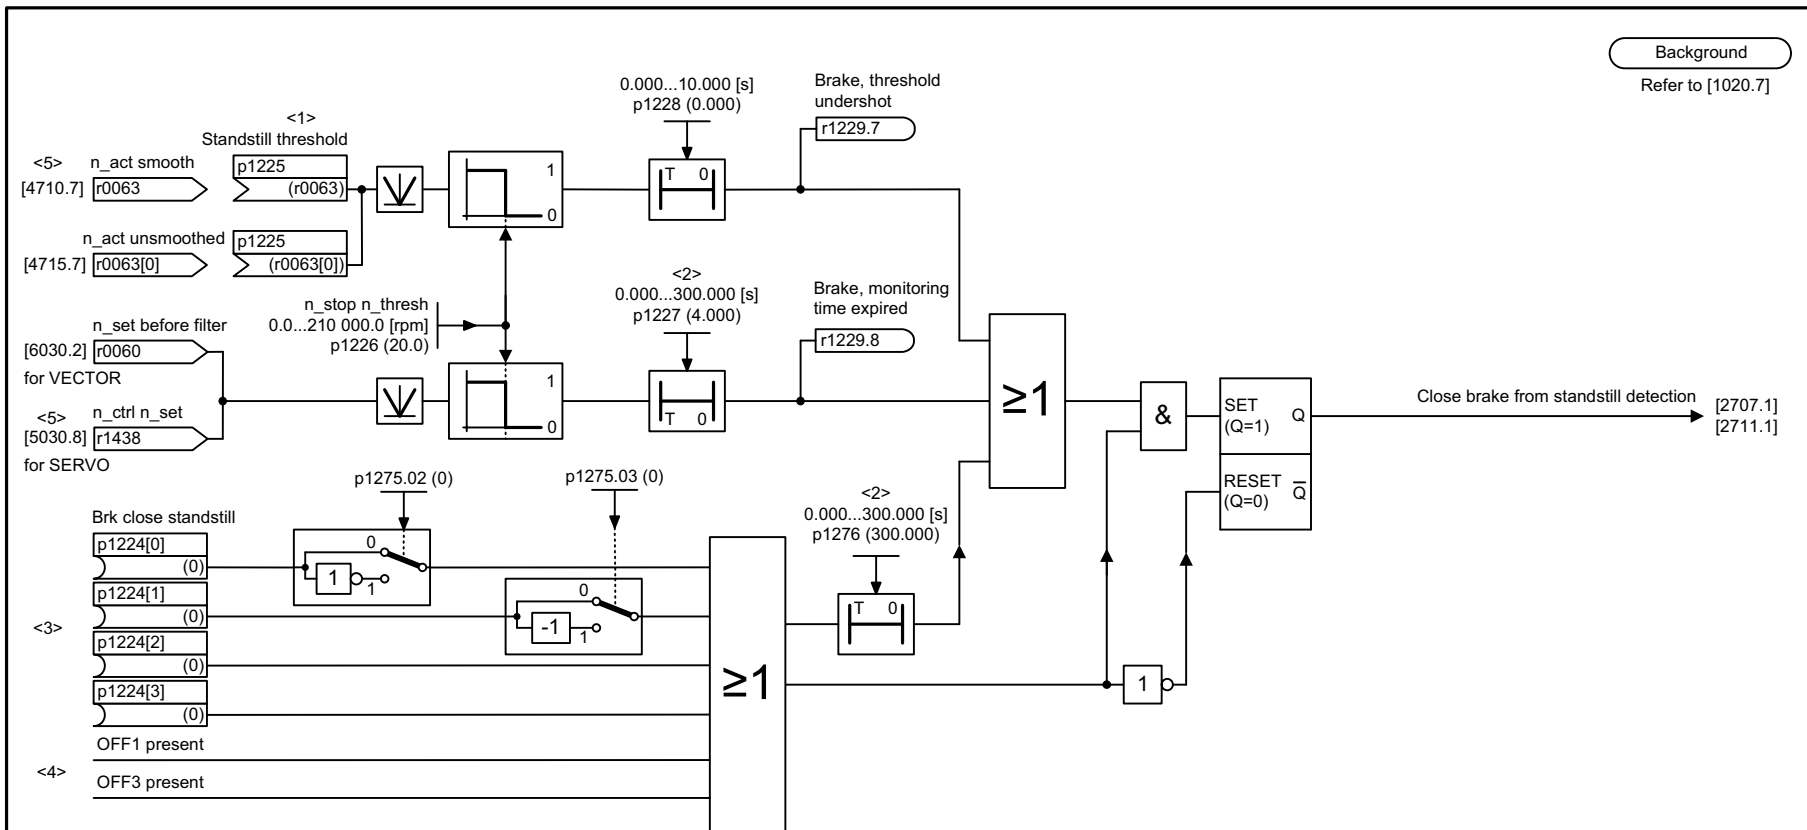 Background
Refer to [1020.7]
0.000...10.000 [s]
p1228 (0.000)
Brake, threshold
undershot
r1229.7
<1>
Standstill threshold
<5>
n_act smooth
p1225
[4710.7]
r0063
(r0063)
1
0
T 0
n_act unsmoothed
p1225
[4715.7]
r0063[0]
(r0063[0])
n_stop n_thresh
0.0...210 000.0 [rpm]
p1226 (20.0)
<2>
0.000...300.000 [s]
p1227 (4.000)
Brake, monitoring
time expired
r1229.8
n_set before filter
[6030.2]
r0060
for VECTOR
<5>
n_ctrl n_set
[5030.8]
r1438
for SERVO
1
0
T 0
≥1
&
SET
(Q=1)
Q
RESET
(Q=0)
Q̅
Close brake from standstill detection
[2707.1]
[2711.1]
p1275.02 (0)
p1275.03 (0)
<2>
0.000...300.000 [s]
p1276 (300.000)
Brk close standstill
p1224[0]
(0)
0
1
1
p1224[1]
(0)
0
-1
1
<3>
p1224[2]
(0)
p1224[3]
(0)
T 0
≥1
1
OFF1 present
<4>
OFF3 present